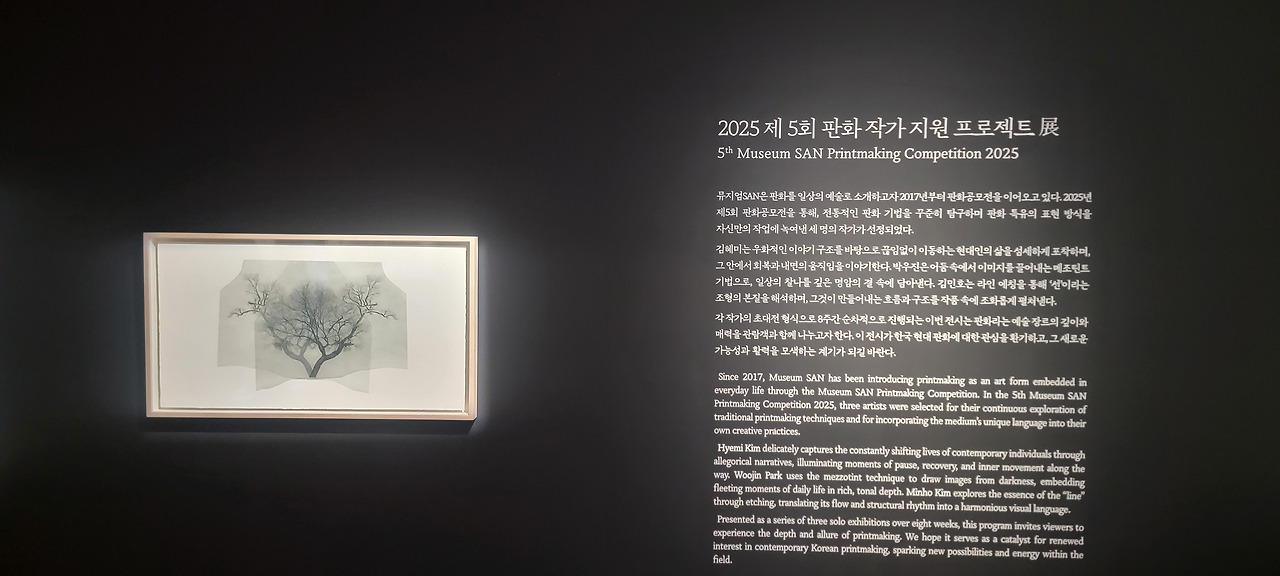 2025 제 5회 판화 작가 지원 프로젝트 展
5th Museum SAN Printmaking Competition 2025
뮤지엄SAN은 판화를 일상의 예술로 소개하고자 2017년부터 판화공모전을 이어오고 있다. 2025년
제5회 판화공모전을 통해, 전통적인 판화 기법을 꾸준히 탐구하며 판화 특유의 표현 방식을
자신만의 작업에 녹여낸 세 명의 작가가 선정되었다.
김혜미는 우화적인 이야기 구조를 바탕으로 끊임없이 이동하는 현대인의 삶을 섬세하게 포착하며,
그 안에서 회복과 내면의 움직임을 이야기한다. 박우진은 어둠 속에서 이미지를 끌어내는 메조틴트
기법으로, 일상의 찰나를 깊은 명암의 결 속에 담아낸다. 김민호는 라인 에칭을 통해 '선'이라는
조형의 본질을 해석하며, 그것이 만들어내는 흐름과 구조를 작품 속에 조화롭게 펼쳐낸다.
각 작가의 초대전 형식으로 8주간 순차적으로 진행되는 이번 전시는 판화라는 예술 장르의 깊이와
매력을 관람객과 함께 나누고자 한다. 이 전시가 한국 현대 판화에 대한 관심을 환기하고, 그 새로운
가능성과 활력을 모색하는 계기가 되길 바란다.
Since 2017, Museum SAN has been introducing printmaking as an art form embedded in
everyday life through the Museum SAN Printmaking Competition. In the 5th Museum SAN
Printmaking Competition 2025, three artists were selected for their continuous exploration of
traditional printmaking techniques and for incorporating the medium's unique language into their
own creative practices.
Hyemi Kim delicately captures the constantly shifting lives of contemporary individuals through
allegorical narratives, illuminating moments of pause, recovery, and inner movement along the
way. Woojin Park uses the mezzotint technique to draw images from darkness, embedding
fleeting moments of daily life in rich, tonal depth. Minho Kim explores the essence of the "line"
through etching, translating its flow and structural rhythm into a harmonious visual language.
Presented as a series of three solo exhibitions over eight weeks, this program invites viewers to
experience the depth and allure of printmaking. We hope it serves as a catalyst for renewed
interest in contemporary Korean printmaking, sparking new possibilities and energy within the
field.